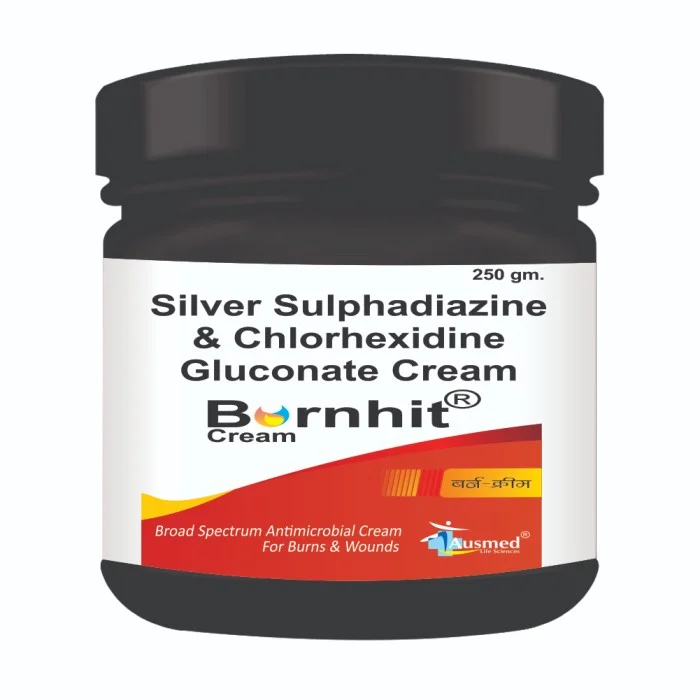 250 gm.
Silver Sulphadiazine
& Chlorhexidine
Gluconate Cream
Burnhit®
Cream
बर्न-क्रीम
Broad Spectrum Antimicrobial Cream
For Burns & Wounds
Ausmed®
Life Sciences